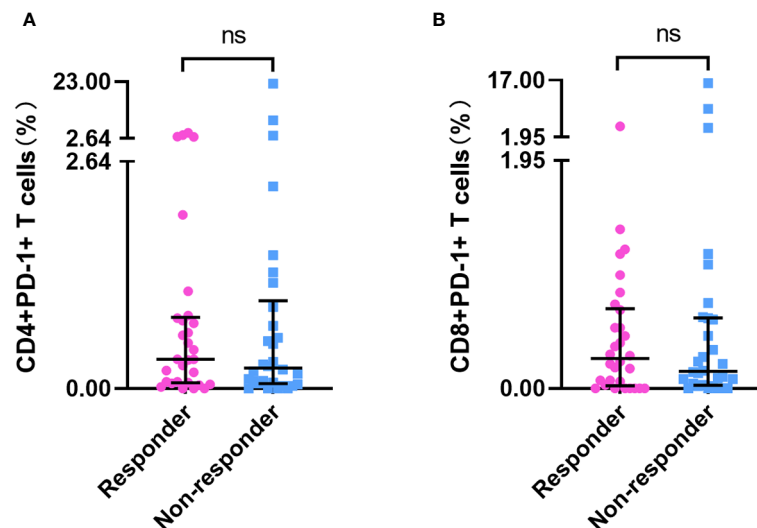 A
ns
CD4+PD-1+ T cells(%)
23.00
2.64
2.64
0.00
Responder
Non-responder
B
ns
CD8+PD-1+ T cells(%)
17.00
1.95
1.95
0.00
Responder
Non-responder